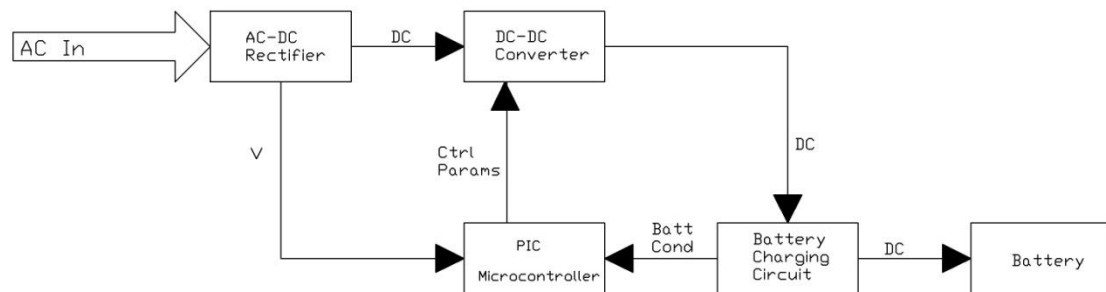 AC In
AC-DC
Rectifier
DC
DC-DC
Converter
V
Ctrl
Params
DC
PIC
Microcontroller
Batt
Cond
Battery
Charging
Circuit
DC
Battery